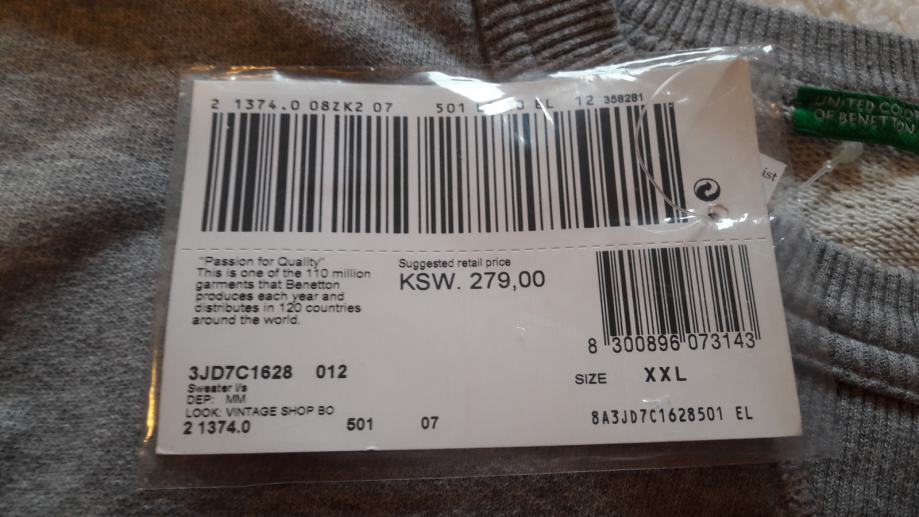 2 1374.0 08ZK2 07 501 EL 12 358281
UNITED COLO
OF BENETTON
ist
"Passion for Quality"
This is one of the 110 million
garments that Benetton
produces each year and
distributes in 120 countries
around the world.
Suggested retail price
KSW. 279,00
8 300896 073143
3JD7C1628 012
Sweater l/s
DEP: MM
LOOK: VINTAGE SHOP BO
2 1374.0 501 07
SIZE XXL
8A3JD7C1628501 EL